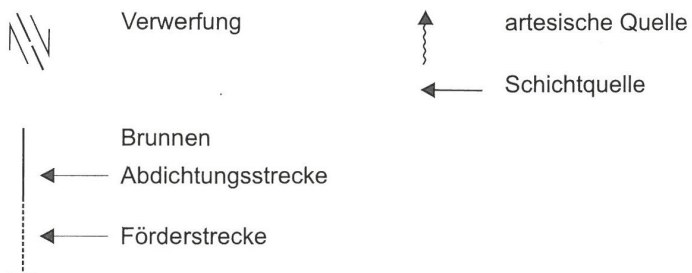 Verwerfung
artesische Quelle
Schichtquelle
Brunnen
Abdichtungsstrecke
Förderstrecke